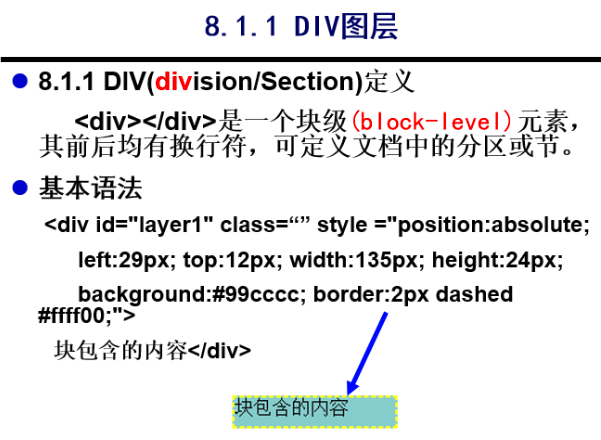 8.1.1 DIV图层
8.1.1 DIV(division/Section)定义
<div></div>是一个块级(block-level)元素，
其前后均有换行符，可定义文档中的分区或节。
基本语法
<div id="layer1" class=“” style ="position:absolute;
left:29px; top:12px; width:135px; height:24px;
background:#99cccc; border:2px dashed
#ffff00;">
块包含的内容</div>
块包含的内容